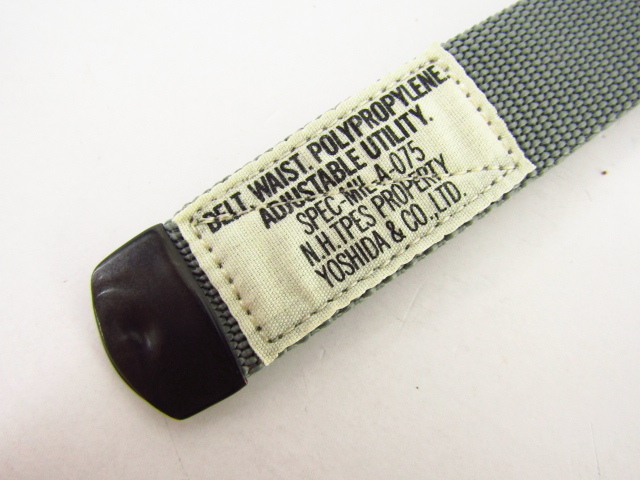 BELT. WAIST. POLYPROPYLENE.
ADJUSTABLE UTILITY.
SPEC-MIL-A-075
N.H.TPES PROPERTY
YOSHIDA & CO.,LTD.